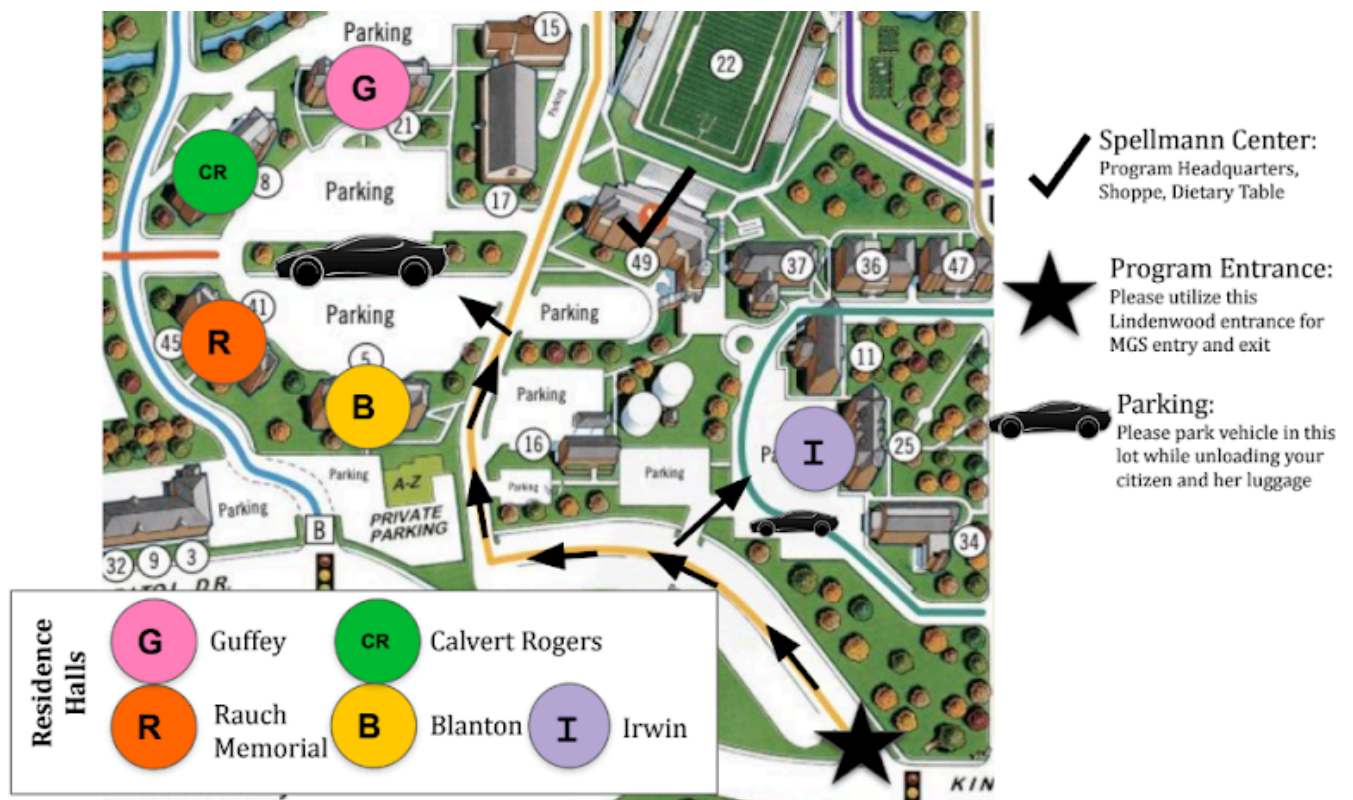 Parking
15
22
G
21
Parking
CR
8
Parking
17
49
37
36
47
Parking
Parking
41
R
45
5
11
B
Parking
16
I
25
Parking
Parking
Parking
A-Z
Parking
PRIVATE
PARKING
B
34
32
9
3
DR.
KIN
Spellmann Center:
Program Headquarters,
Shoppe, Dietary Table
Program Entrance:
Please utilize this
Lindenwood entrance for
MGS entry and exit
Parking:
Please park vehicle in this
lot while unloading your
citizen and her luggage
Residence
Halls
G
Guffey
CR
Calvert Rogers
R
Rauch
Memorial
B
Blanton
I
Irwin